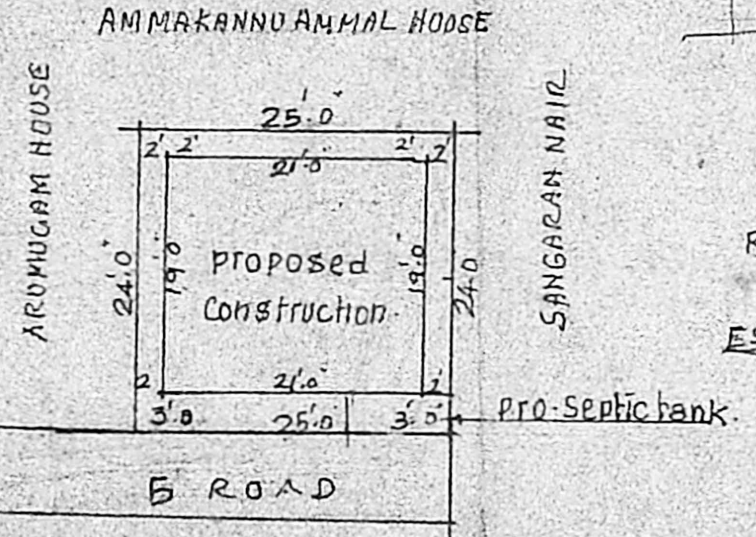 AMMAKANNU AMMAL HOUSE
ARUMUGAM HOUSE
SANGARAN NAIR
25'.0"
2' 2' 2' 2'
21'.0"
24'.0"
19'.0
proposed
Construction.
19'.0"
24.0
2 21'.0" 2'
3'.0 25'.0 3'.0
pro.septic tank.
5 ROAD